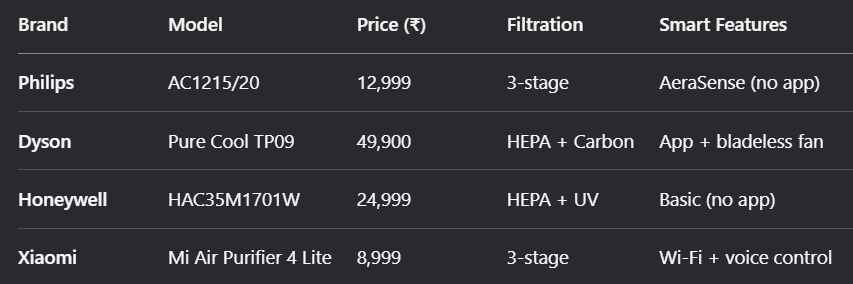 Brand Model Price (₹) Filtration Smart Features
Philips AC1215/20 12,999 3-stage AeraSense (no app)
Dyson Pure Cool TP09 49,900 HEPA + Carbon App + bladeless fan
Honeywell HAC35M1701W 24,999 HEPA + UV Basic (no app)
Xiaomi Mi Air Purifier 4 Lite 8,999 3-stage Wi-Fi + voice control